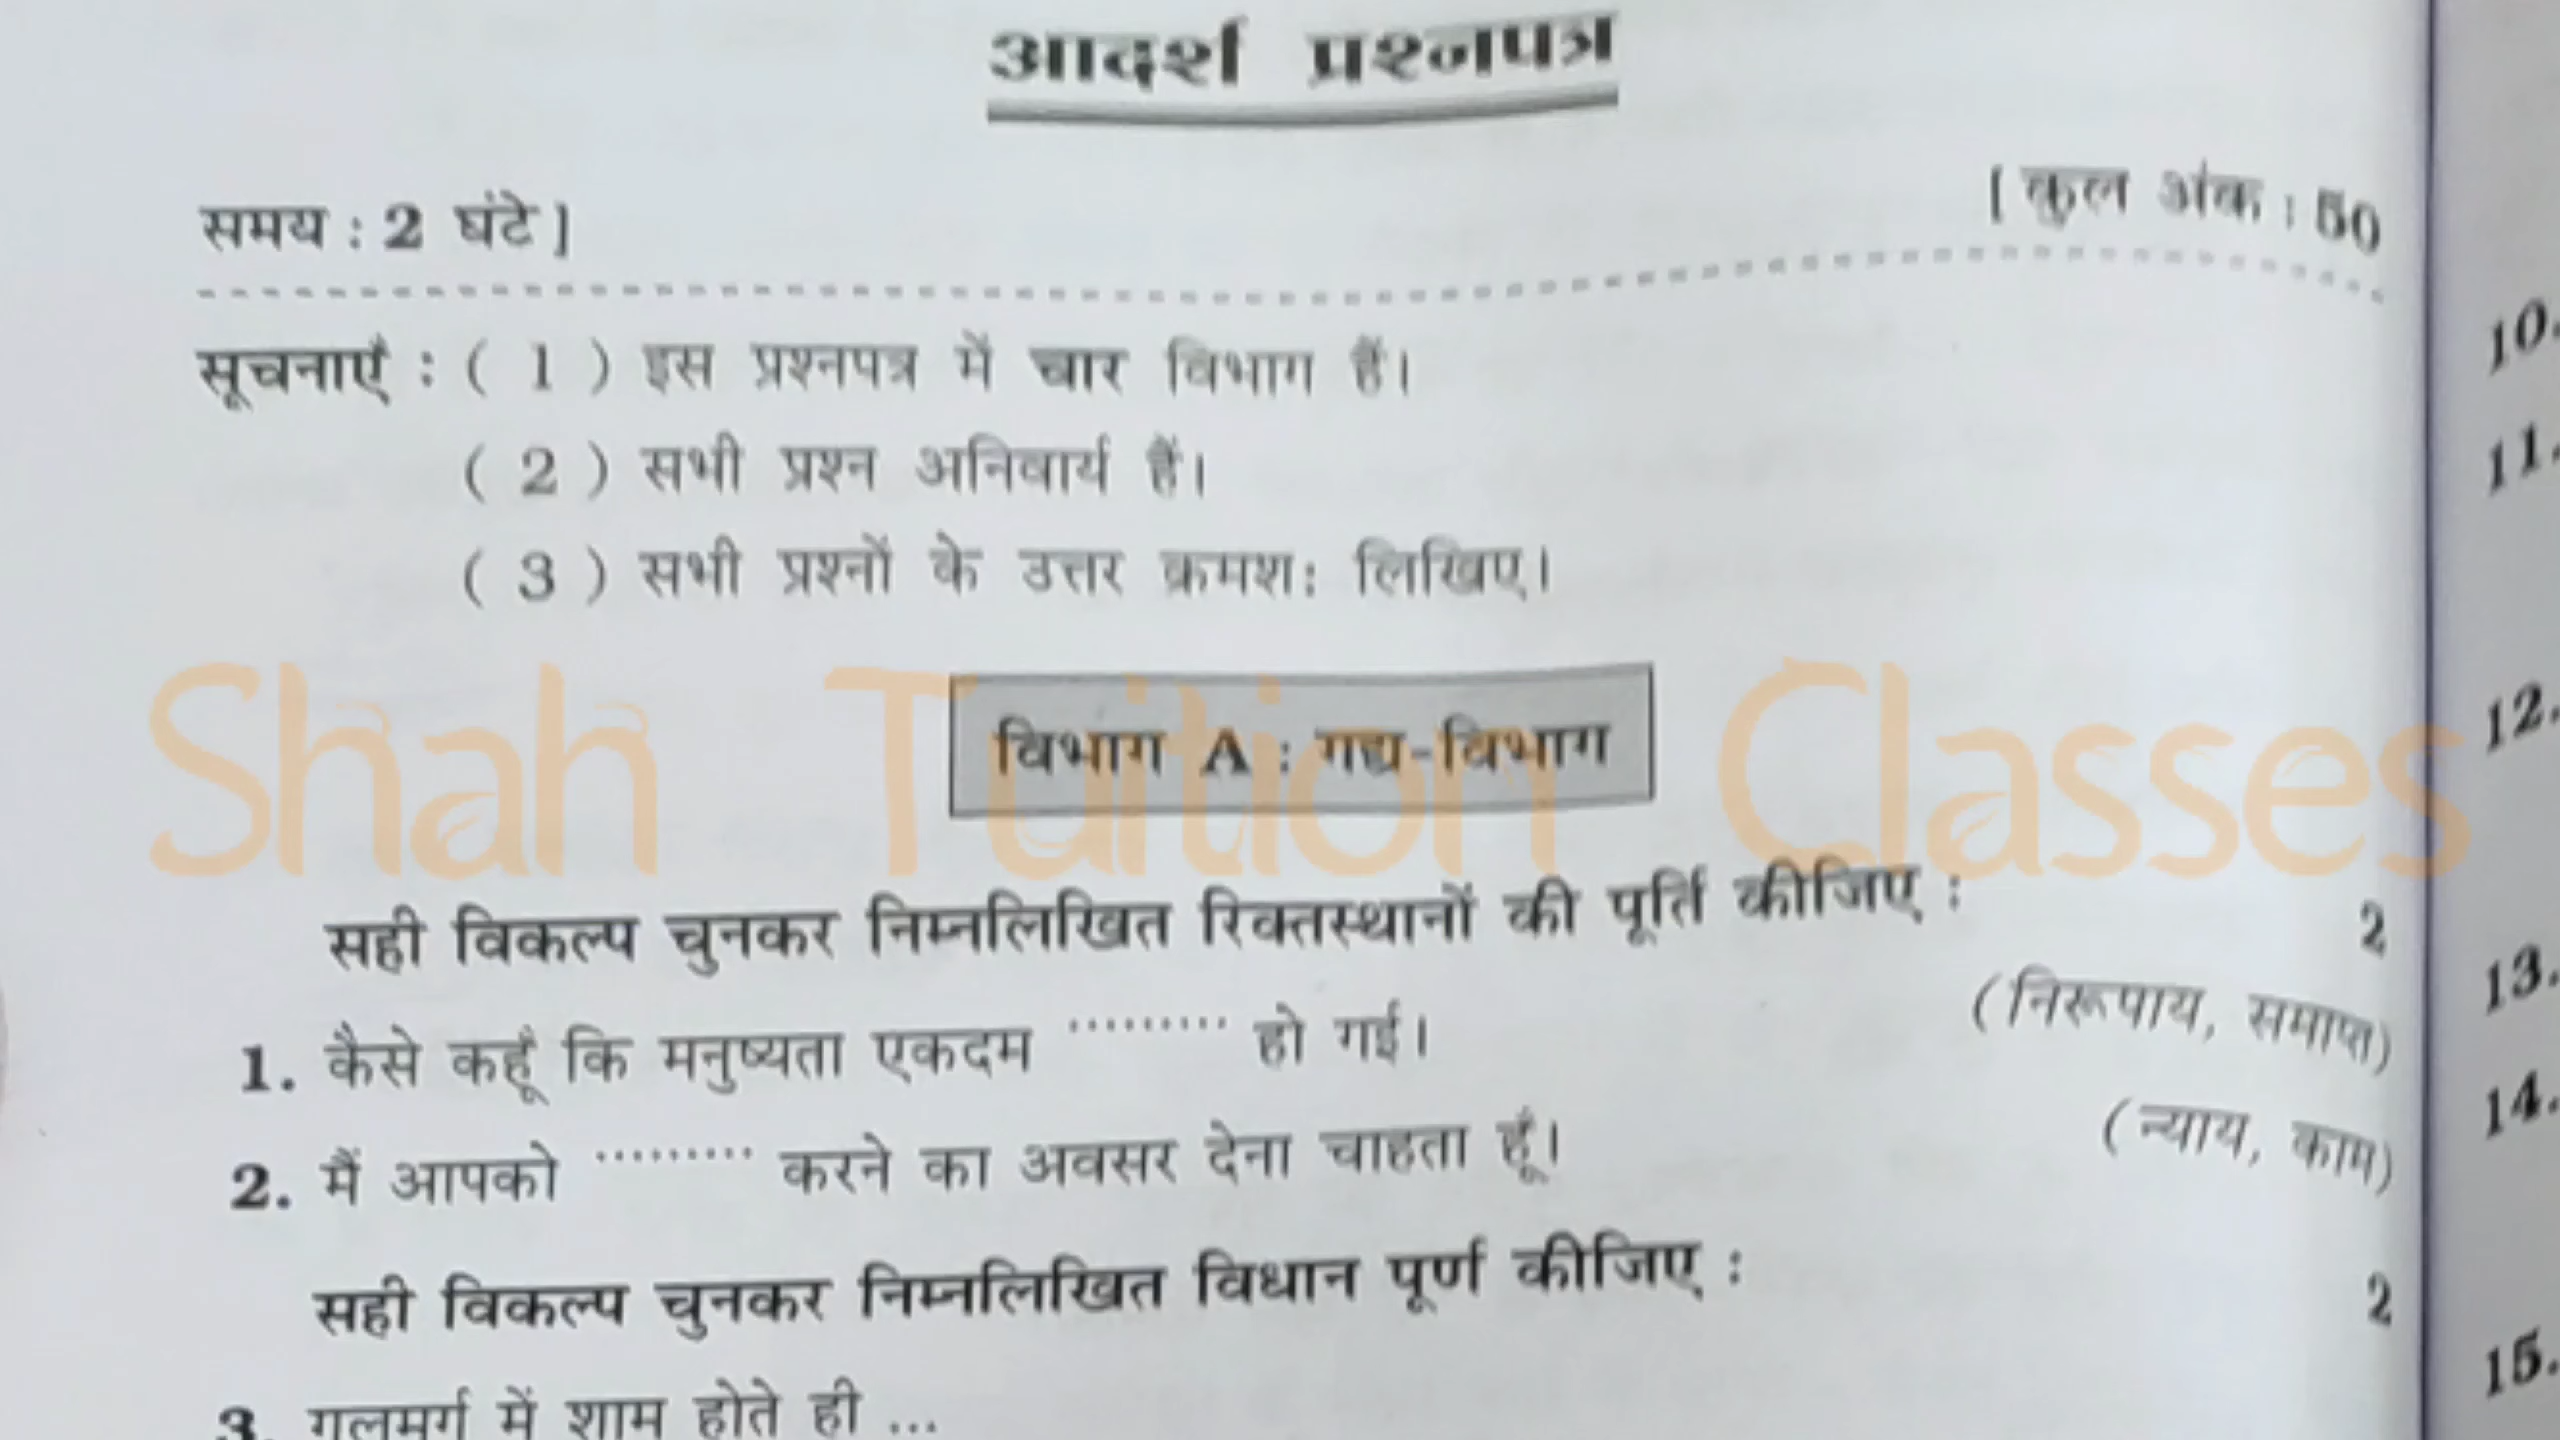 आदर्श प्रश्नपत्र
समय : 2 घंटे ]
[ कुल अंक : 50
सूचनाएँ : ( 1 ) इस प्रश्नपत्र में चार विभाग हैं।
( 2 ) सभी प्रश्न अनिवार्य हैं।
( 3 ) सभी प्रश्नों के उत्तर क्रमशः लिखिए।
Shah Tuition Classes
विभाग A : गद्य-विभाग
सही विकल्प चुनकर निम्नलिखित रिक्तस्थानों की पूर्ति कीजिए : 2
1. कैसे कहूँ कि मनुष्यता एकदम ......... हो गई। (निरूपाय, समाप्त)
2. मैं आपको ......... करने का अवसर देना चाहता हूँ। (न्याय, काम)
सही विकल्प चुनकर निम्नलिखित विधान पूर्ण कीजिए : 2
3. गुलमर्ग में शाम होते ही ...
10.
11.
12.
13.
14.
15.